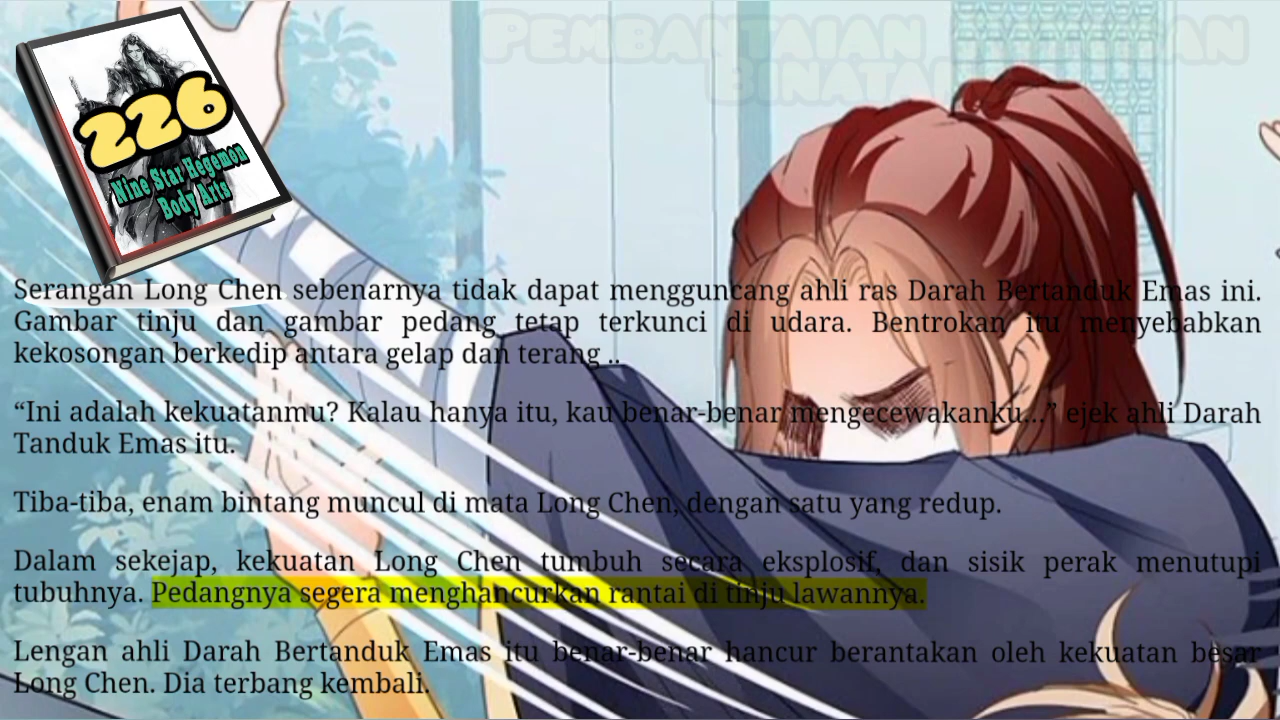 PEMBANTAIAN
BINATA
226
Nine Star Hegemon
Body Arts
Serangan Long Chen sebenarnya tidak dapat mengguncang ahli ras Darah Bertanduk Emas ini.
Gambar tinju dan gambar pedang tetap terkunci di udara. Bentrokan itu menyebabkan
kekosongan berkedip antara gelap dan terang ..
“Ini adalah kekuatanmu? Kalau hanya itu, kau benar-benar mengecewakanku...” ejek ahli Darah
Tanduk Emas itu.
Tiba-tiba, enam bintang muncul di mata Long Chen, dengan satu yang redup.
Dalam sekejap, kekuatan Long Chen tumbuh secara eksplosif, dan sisik perak menutupi
tubuhnya. Pedangnya segera menghancurkan rantai di tinju lawannya.
Lengan ahli Darah Bertanduk Emas itu benar-benar hancur berantakan oleh kekuatan besar
Long Chen. Dia terbang kembali.